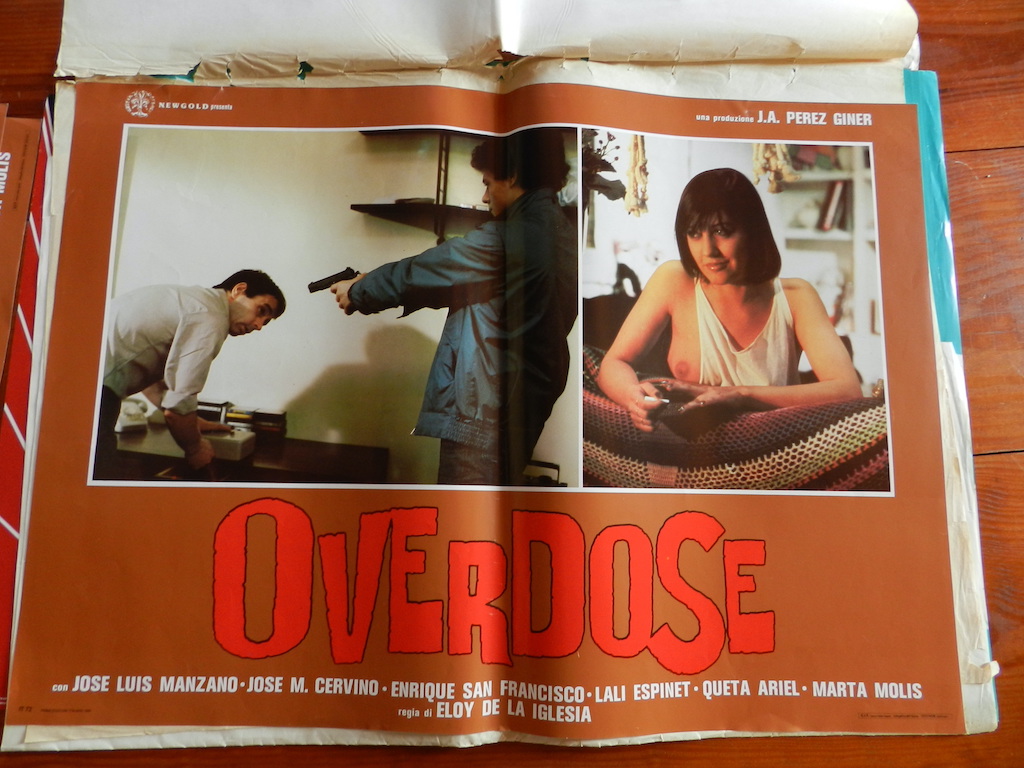 NEWGOLD presenta
una produzione J.A. PEREZ GINER
OVERDOSE
con JOSE LUIS MANZANO · JOSE M. CERVINO · ENRIQUE SAN FRANCISCO · LALI ESPINET · QUETA ARIEL · MARTA MOLIS
regia di ELOY DE LA IGLESIA
MOLIS